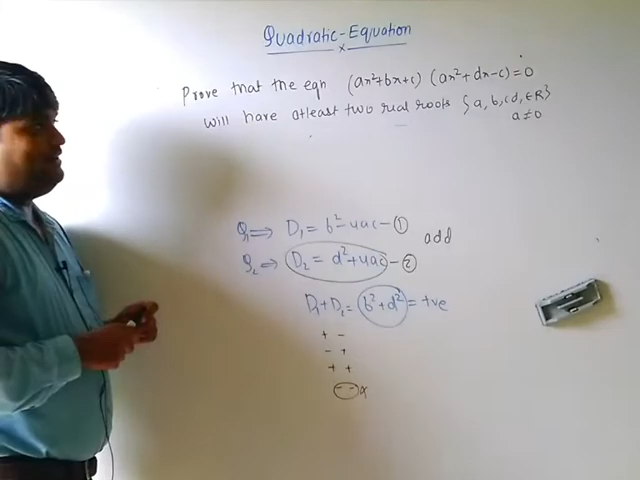 Quadratic-Equation
x
Prove that the eqn (ax²+bx+c) (ax²+dx-c)=0
will have atleast two real roots {a, b, c d, ∈ R}
a≠0
Q₁⟹ D₁ = b²-4ac-①
add
Q₂⟹ D₂ = d²+4ac-②
D₁+D₂ = b²+d² = +ve
+ -
- +
+ +
- - x